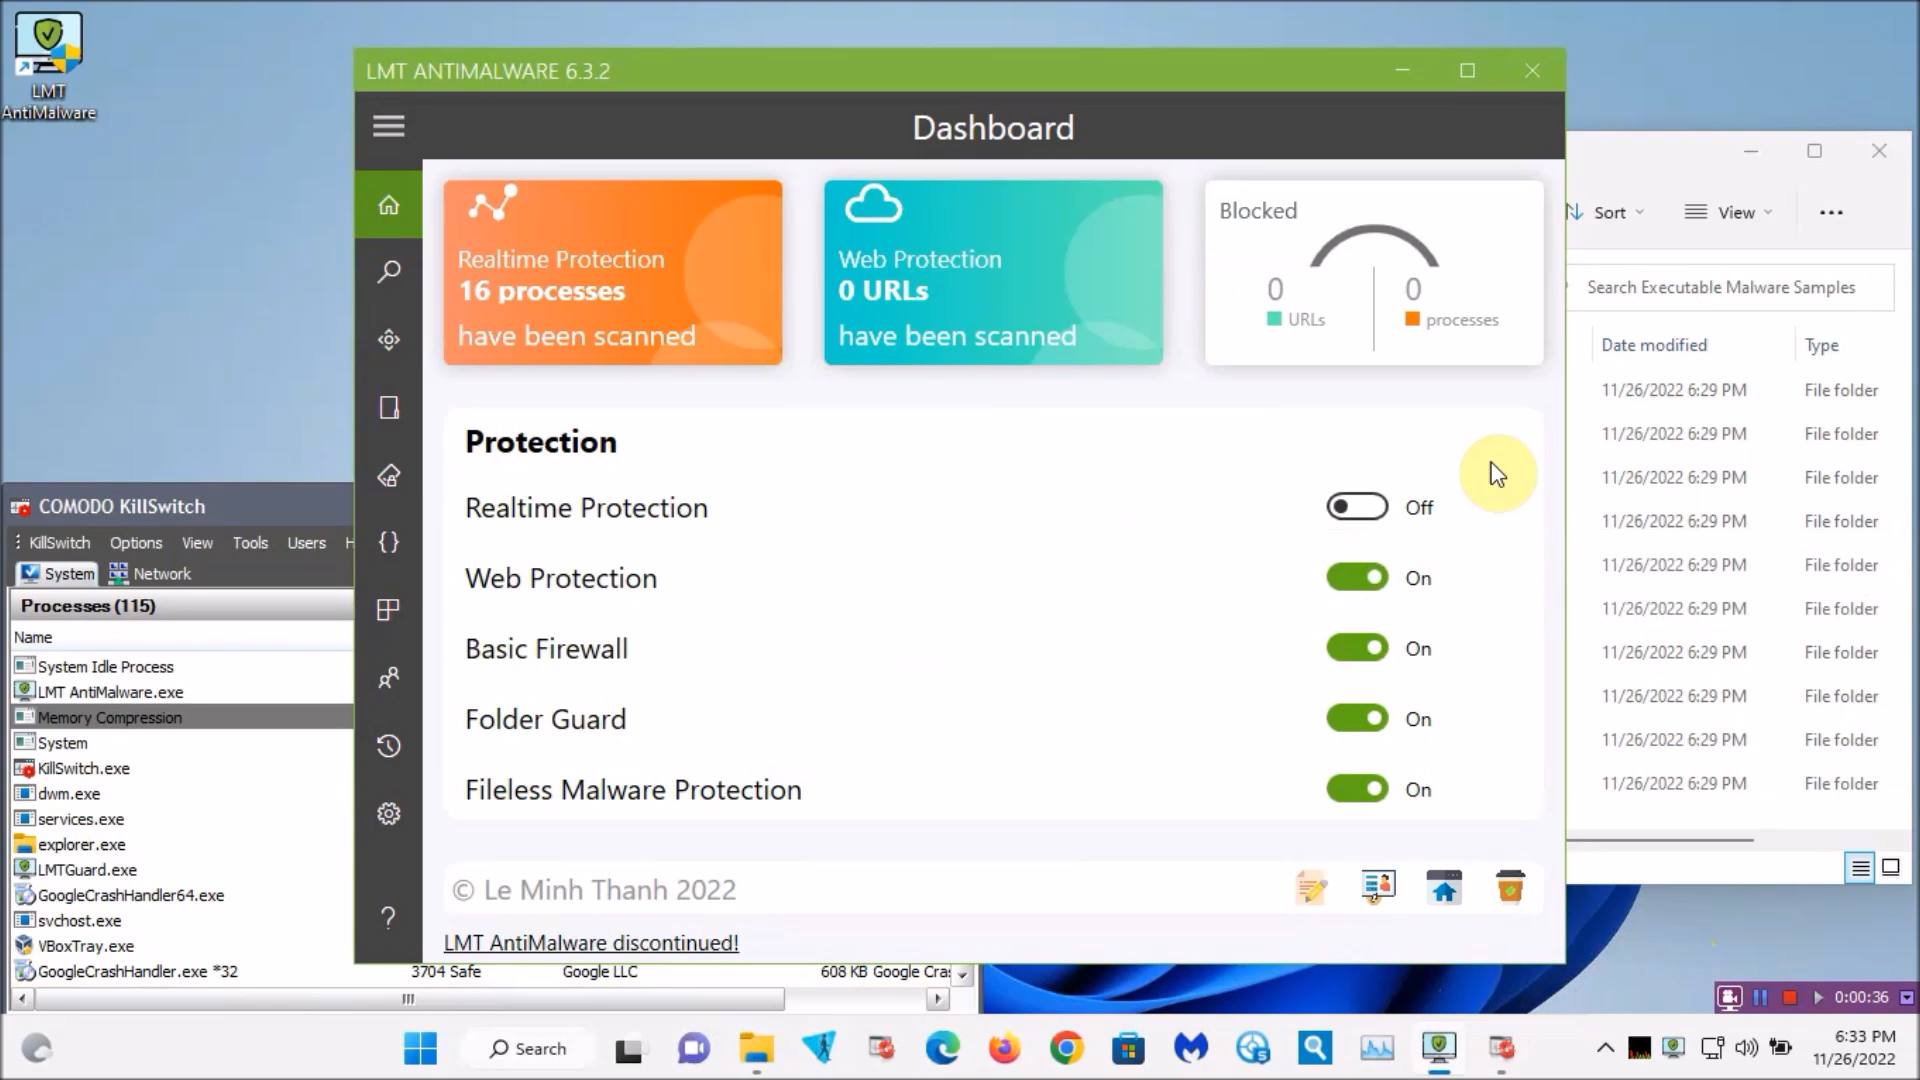 LMT
AntiMalware
LMT ANTIMALWARE 6.3.2
Dashboard
Realtime Protection
16 processes
have been scanned
Web Protection
0 URLs
have been scanned
Blocked
0
URLs
0
processes
Protection
Realtime Protection
Off
Web Protection
On
Basic Firewall
On
Folder Guard
On
Fileless Malware Protection
On
© Le Minh Thanh 2022
LMT AntiMalware discontinued!
Sort
View
Search Executable Malware Samples
Date modified Type
11/26/2022 6:29 PM File folder
11/26/2022 6:29 PM File folder
11/26/2022 6:29 PM File folder
11/26/2022 6:29 PM File folder
11/26/2022 6:29 PM File folder
11/26/2022 6:29 PM File folder
11/26/2022 6:29 PM File folder
11/26/2022 6:29 PM File folder
11/26/2022 6:29 PM File folder
11/26/2022 6:29 PM File folder
COMODO KillSwitch
KillSwitch Options View Tools Users H
System Network
Processes (115)
Name
System Idle Process
LMT AntiMalware.exe
Memory Compression
System
KillSwitch.exe
dwm.exe
services.exe
explorer.exe
LMTGuard.exe
GoogleCrashHandler64.exe
svchost.exe
VBoxTray.exe
GoogleCrashHandler.exe *32 3704 Safe Google LLC 608 KB Google Cras
0:00:36
Search
6:33 PM
11/26/2022